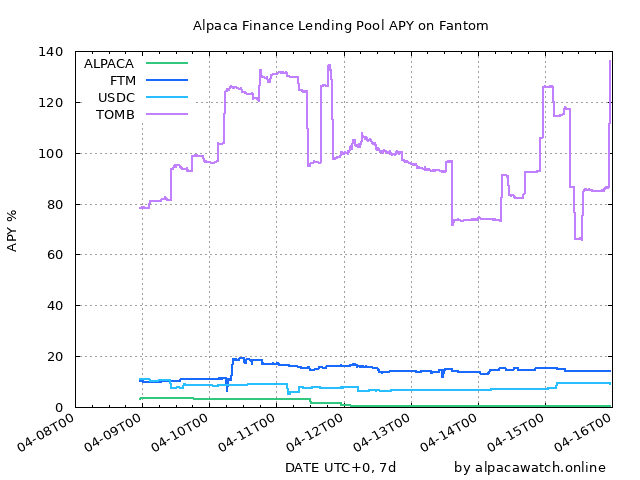 Alpaca Finance Lending Pool APY on Fantom
140
120
100
80
60
40
20
0
APY %
ALPACA
FTM
USDC
TOMB
04-08T00
04-09T00
04-10T00
04-11T00
04-12T00
04-13T00
04-14T00
04-15T00
04-16T00
DATE UTC+0, 7d
by alpacawatch.online